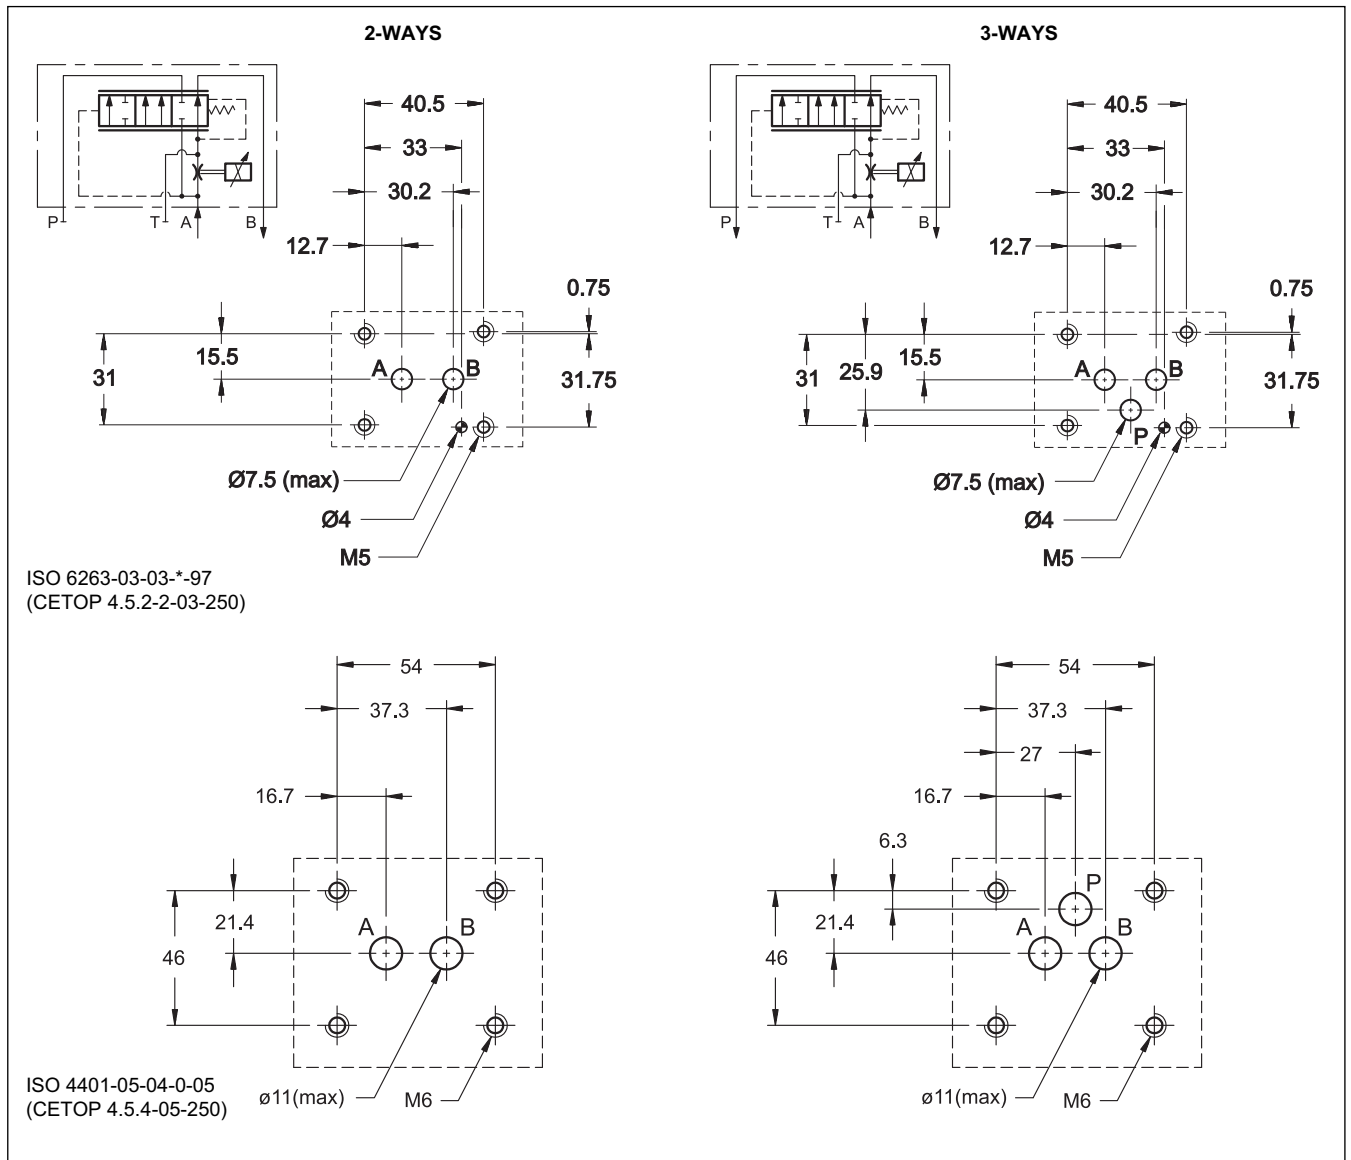 2-WAYS
3-WAYS
P
T
A
B
40.5
33
30.2
12.7
0.75
15.5
31
31.75
A
B
Ø7.5 (max)
Ø4
M5
P
T
A
B
40.5
33
30.2
12.7
0.75
15.5
25.9
31
31.75
A
B
P
Ø7.5 (max)
Ø4
M5
ISO 6263-03-03-*-97
(CETOP 4.5.2-2-03-250)
54
37.3
16.7
21.4
46
A
B
ø11(max)
M6
54
37.3
27
16.7
6.3
21.4
46
P
A
B
ø11(max)
M6
ISO 4401-05-04-0-05
(CETOP 4.5.4-05-250)